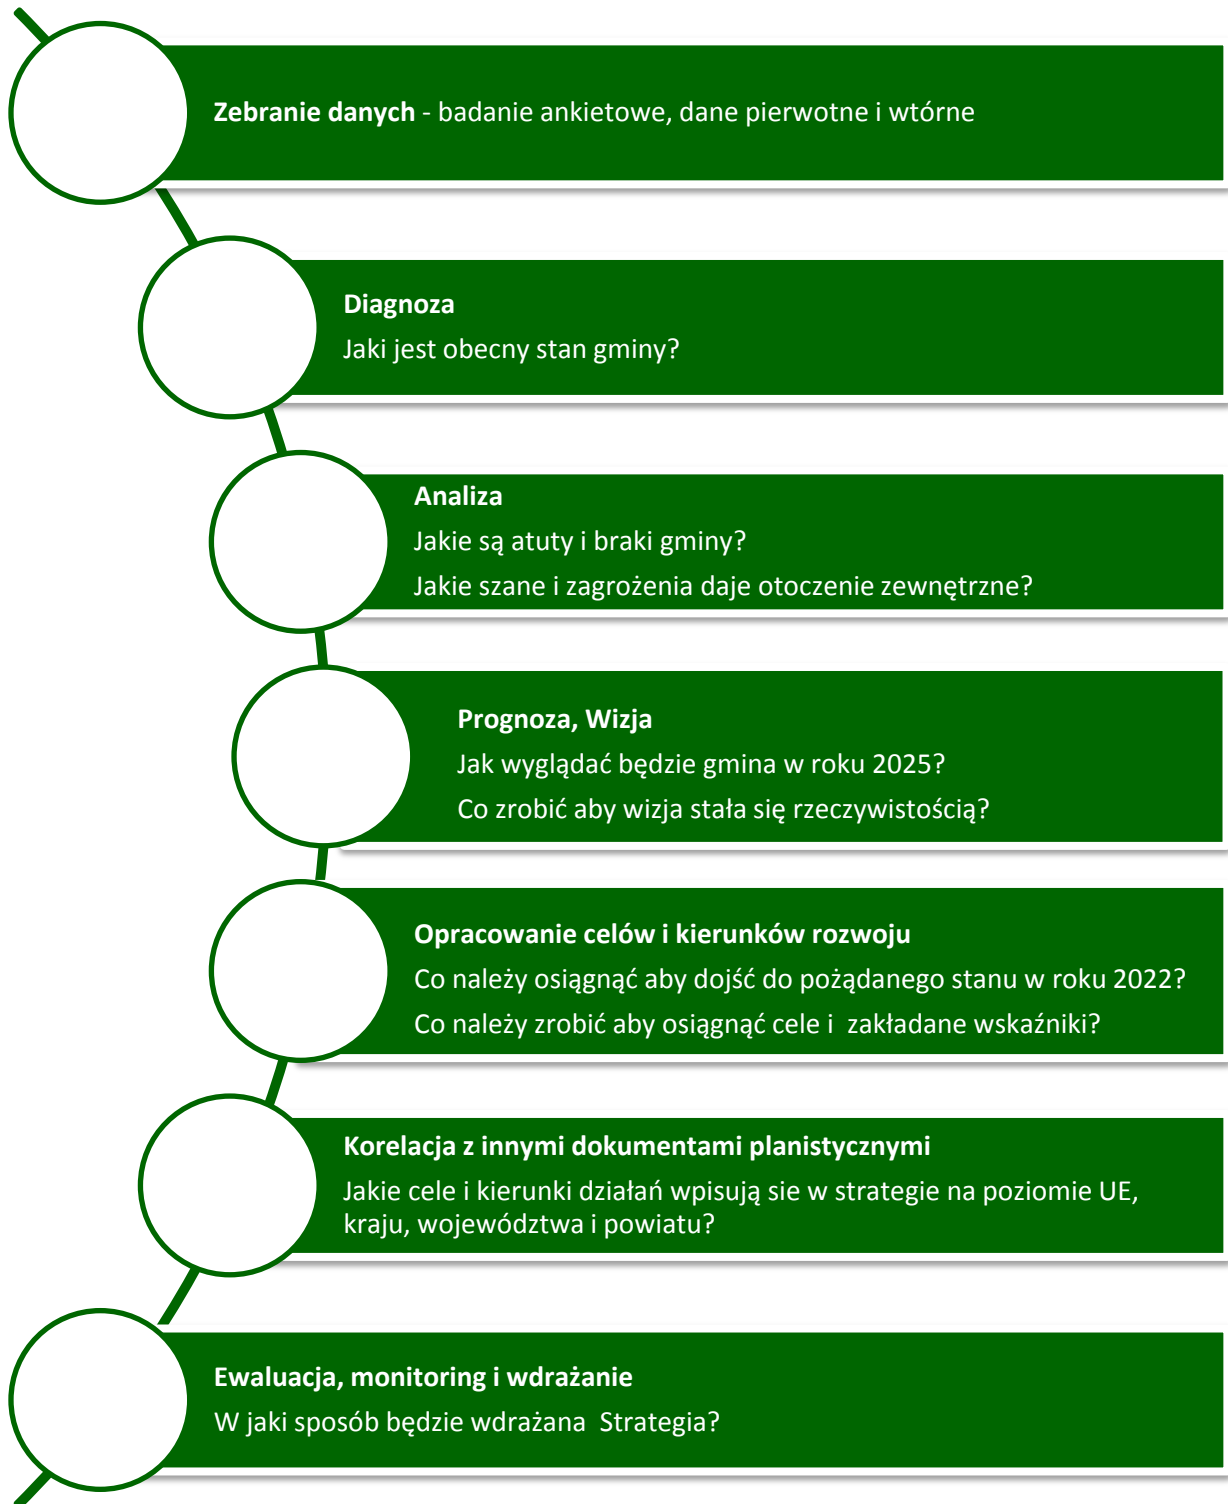 Zebranie danych - badanie ankietowe, dane pierwotne i wtórne
Diagnoza
Jaki jest obecny stan gminy?
Analiza
Jakie są atuty i braki gminy?
Jakie szane i zagrożenia daje otoczenie zewnętrzne?
Prognoza, Wizja
Jak wyglądać będzie gmina w roku 2025?
Co zrobić aby wizja stała się rzeczywistością?
Opracowanie celów i kierunków rozwoju
Co należy osiągnąć aby dojść do pożądanego stanu w roku 2022?
Co należy zrobić aby osiągnąć cele i  zakładane wskaźniki?
Korelacja z innymi dokumentami planistycznymi
Jakie cele i kierunki działań wpisują sie w strategie na poziomie UE,
kraju, województwa i powiatu?
Ewaluacja, monitoring i wdrażanie
W jaki sposób będzie wdrażana  Strategia?